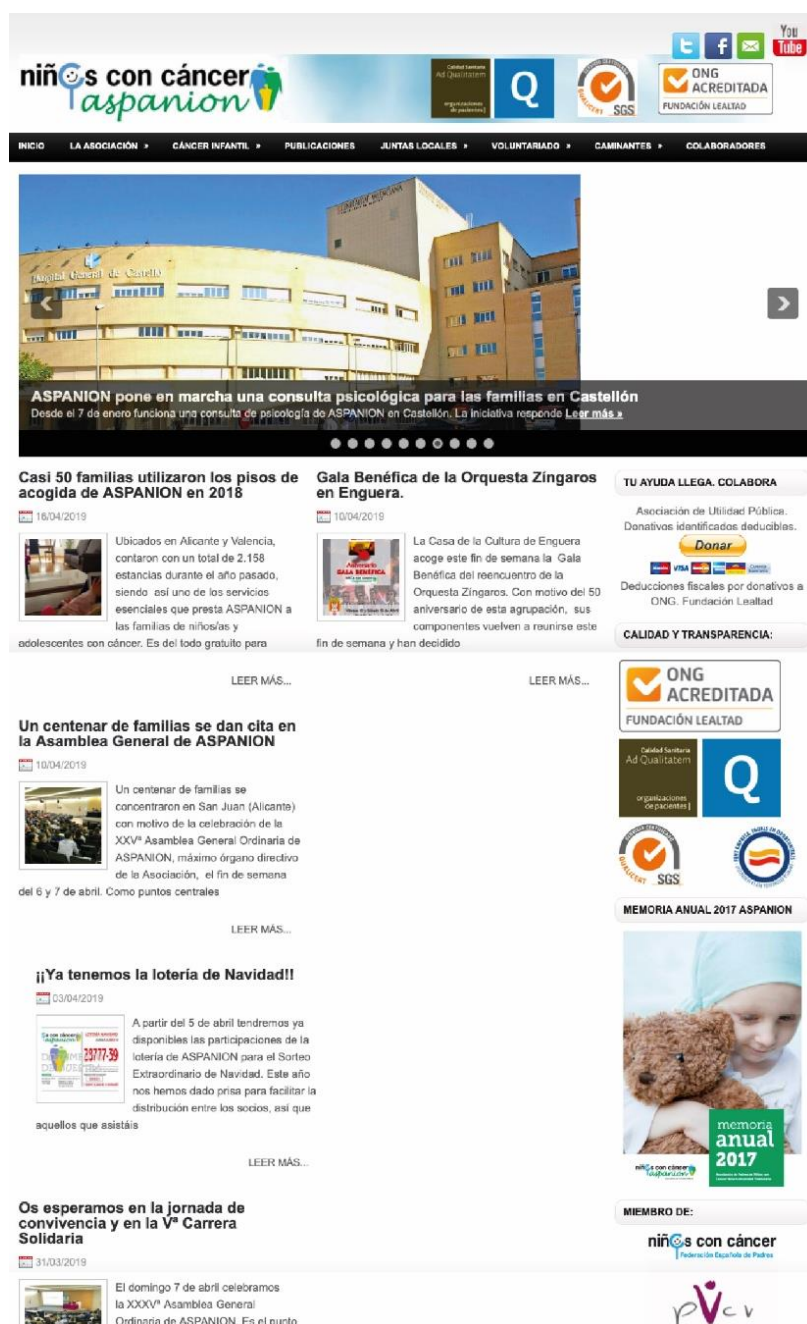 You
Tube
niños con cáncer
aspanion
Calidad Sanitaria
Ad Qualitatem
organizaciones
de pacientes]
Q
QUALICERT SGS
ONG
ACREDITADA
FUNDACIÓN LEALTAD
INICIO LA ASOCIACIÓN » CÁNCER INFANTIL » PUBLICACIONES JUNTAS LOCALES » VOLUNTARIADO » CAMINANTES » COLABORADORES
Hospital General de Castelló
ASPANION pone en marcha una consulta psicológica para las familias en Castellón
Desde el 7 de enero funciona una consulta de psicología de ASPANION en Castellón. La iniciativa responde Leer más »
Casi 50 familias utilizaron los pisos de
acogida de ASPANION en 2018
16/04/2019
Ubicados en Alicante y Valencia,
contaron con un total de 2.158
estancias durante el año pasado,
siendo así uno de los servicios
esenciales que presta ASPANION a
las familias de niños/as y
adolescentes con cáncer. Es del todo gratuito para
LEER MÁS...
Gala Benéfica de la Orquesta Zíngaros
en Enguera.
10/04/2019
GALA BENÉFICA
La Casa de la Cultura de Enguera
acoge este fin de semana la Gala
Benéfica del reencuentro de la
Orquesta Zíngaros. Con motivo del 50
aniversario de esta agrupación, sus
componentes vuelven a reunirse este
fin de semana y han decidido
LEER MÁS...
Un centenar de familias se dan cita en
la Asamblea General de ASPANION
10/04/2019
Un centenar de familias se
concentraron en San Juan (Alicante)
con motivo de la celebración de la
XXVª Asamblea General Ordinaria de
ASPANION, máximo órgano directivo
de la Asociación, el fin de semana
del 6 y 7 de abril. Como puntos centrales
LEER MÁS...
¡¡Ya tenemos la lotería de Navidad!!
03/04/2019
A partir del 5 de abril tendremos ya
disponibles las participaciones de la
lotería de ASPANION para el Sorteo
Extraordinario de Navidad. Este año
nos hemos dado prisa para facilitar la
distribución entre los socios, así que
aquellos que asistáis
LEER MÁS...
Os esperamos en la jornada de
convivencia y en la Vª Carrera
Solidaria
31/03/2019
El domingo 7 de abril celebramos
la XXXVª Asamblea General
Ordinaria de ASPANION. Es el punto
TU AYUDA LLEGA. COLABORA
Asociación de Utilidad Pública.
Donativos identificados deducibles.
Donar
VISA
Deducciones fiscales por donativos a
ONG. Fundación Lealtad
CALIDAD Y TRANSPARENCIA:
ONG
ACREDITADA
FUNDACIÓN LEALTAD
Calidad Sanitaria
Ad Qualitatem
organizaciones
de pacientes]
Q
QUALICERT SGS
MEMORIA ANUAL 2017 ASPANION
memoria
anual
2017
niños con cáncer
aspanion
MIEMBRO DE:
niños con cáncer
Federación Española de Padres
pVcv